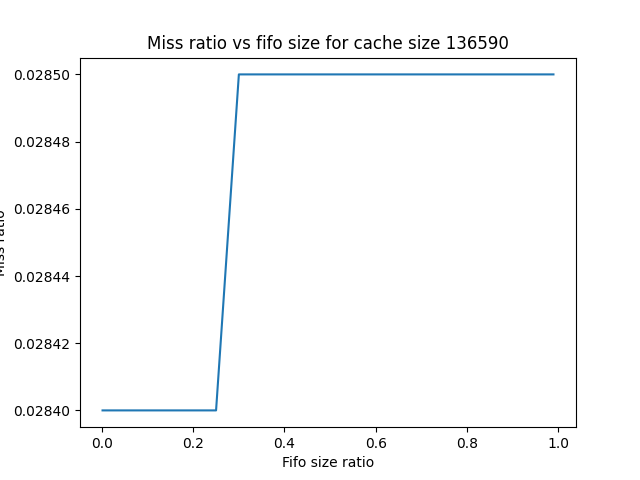 Miss ratio vs fifo size for cache size 136590
0.02850
0.02848
0.02846
0.02844
0.02842
0.02840
Miss ratio
0.0 0.2 0.4 0.6 0.8 1.0
Fifo size ratio